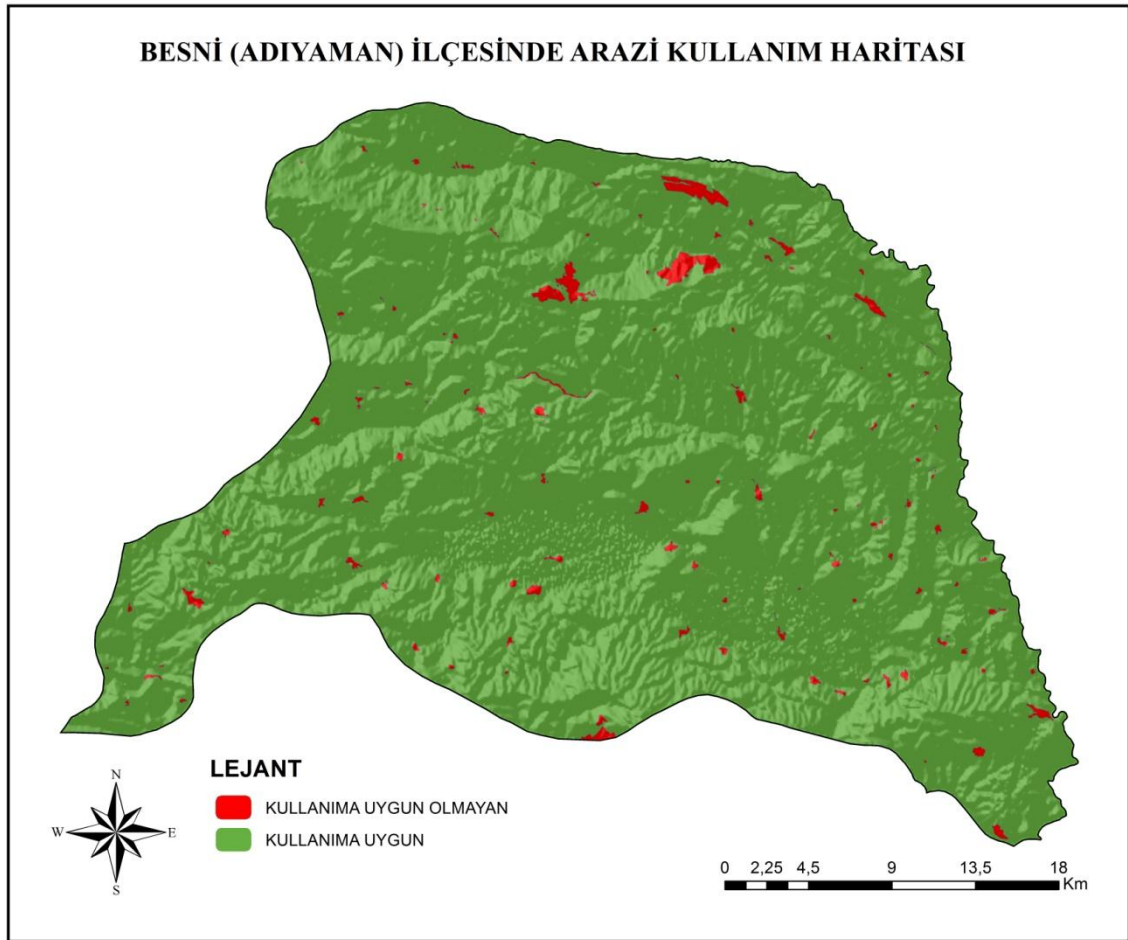 BESNİ (ADIYAMAN) İLÇESİNDE ARAZİ KULLANIM HARİTASI
LEJANT
KULLANIMA UYGUN OLMAYAN
KULLANIMA UYGUN
N
W E
S
0 2,25 4,5 9 13,5 18
Km